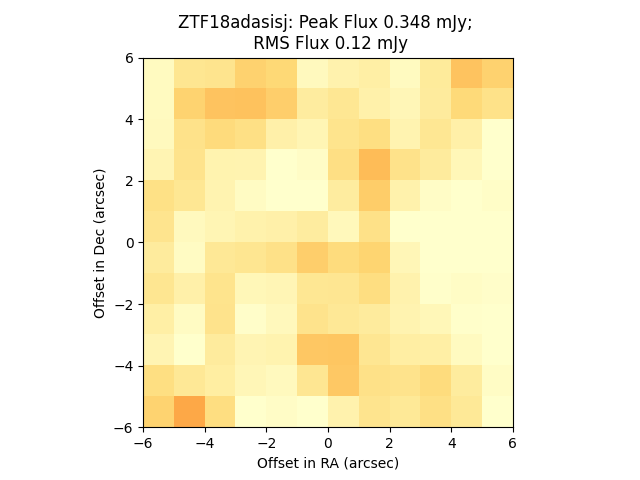 ZTF18adasisj: Peak Flux 0.348 mJy;
RMS Flux 0.12 mJy
6
4
2
0
−2
−4
−6
Offset in Dec (arcsec)
−6 −4 −2 0 2 4 6
Offset in RA (arcsec)